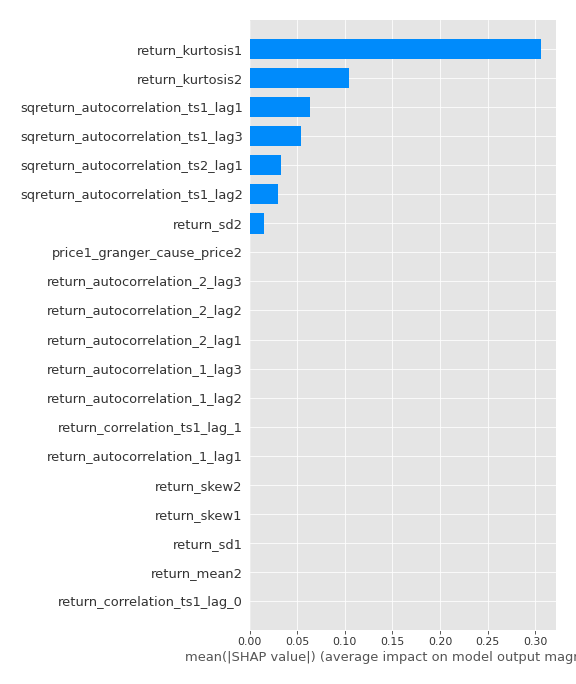 return_kurtosis1
return_kurtosis2
sqreturn_autocorrelation_ts1_lag1
sqreturn_autocorrelation_ts1_lag3
sqreturn_autocorrelation_ts2_lag1
sqreturn_autocorrelation_ts1_lag2
return_sd2
price1_granger_cause_price2
return_autocorrelation_2_lag3
return_autocorrelation_2_lag2
return_autocorrelation_2_lag1
return_autocorrelation_1_lag3
return_autocorrelation_1_lag2
return_correlation_ts1_lag_1
return_autocorrelation_1_lag1
return_skew2
return_skew1
return_sd1
return_mean2
return_correlation_ts1_lag_0
0.00 0.05 0.10 0.15 0.20 0.25 0.30
mean(|SHAP value|) (average impact on model output magn